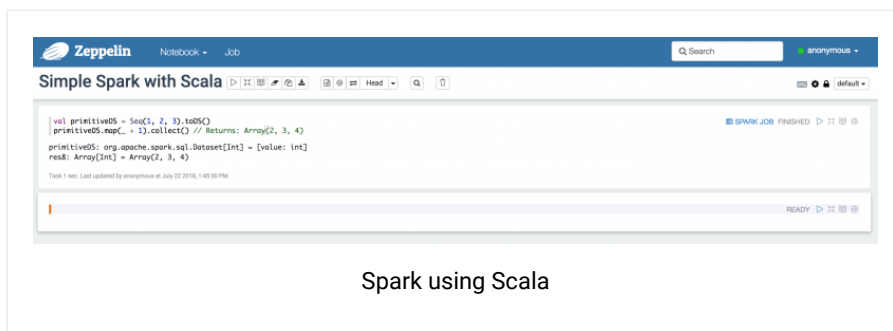 Zeppelin Notebook Job Search anonymous
Simple Spark with Scala Head default
val primitiveDS = Seq(1, 2, 3).toDS()
primitiveDS.map(_ + 1).collect() // Returns: Array(2, 3, 4)
SPARK JOB FINISHED
primitiveDS: org.apache.spark.sql.Dataset[Int] = [value: int]
res8: Array[Int] = Array(2, 3, 4)
Took 1 sec. Last updated by anonymous at July 22 2018, 1:49:30 PM.
READY
Spark using Scala